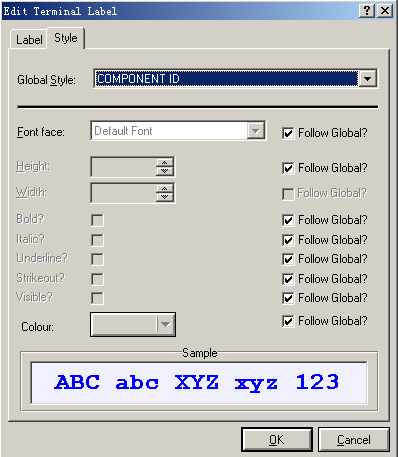 Edit Terminal Label
Label Style
Global Style: COMPONENT ID
Font face: Default Font Follow Global?
Height: Follow Global?
Width: Follow Global?
Bold? Follow Global?
Italic? Follow Global?
Underline? Follow Global?
Strikeout? Follow Global?
Visible? Follow Global?
Colour: Follow Global?
Sample
ABC abc XYZ xyz 123
OK Cancel